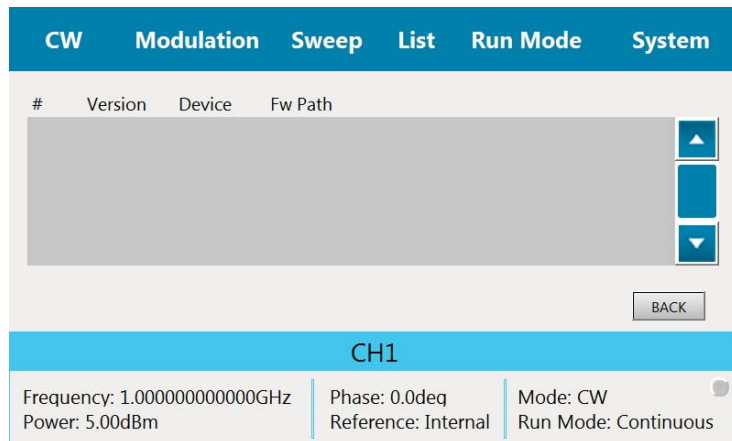 CW Modulation Sweep List Run Mode System
# Version Device Fw Path
BACK
CH1
Frequency: 1.000000000000GHz Phase: 0.0deg Mode: CW
Power: 5.00dBm Reference: Internal Run Mode: Continuous